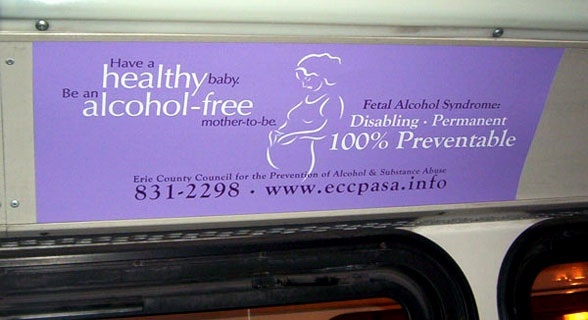 Have a
healthy baby.
Be an
alcohol-free
mother-to-be.
Fetal Alcohol Syndrome:
Disabling · Permanent
100% Preventable
Erie County Council for the Prevention of Alcohol & Substance Abuse
831-2298 · www.eccpasa.info